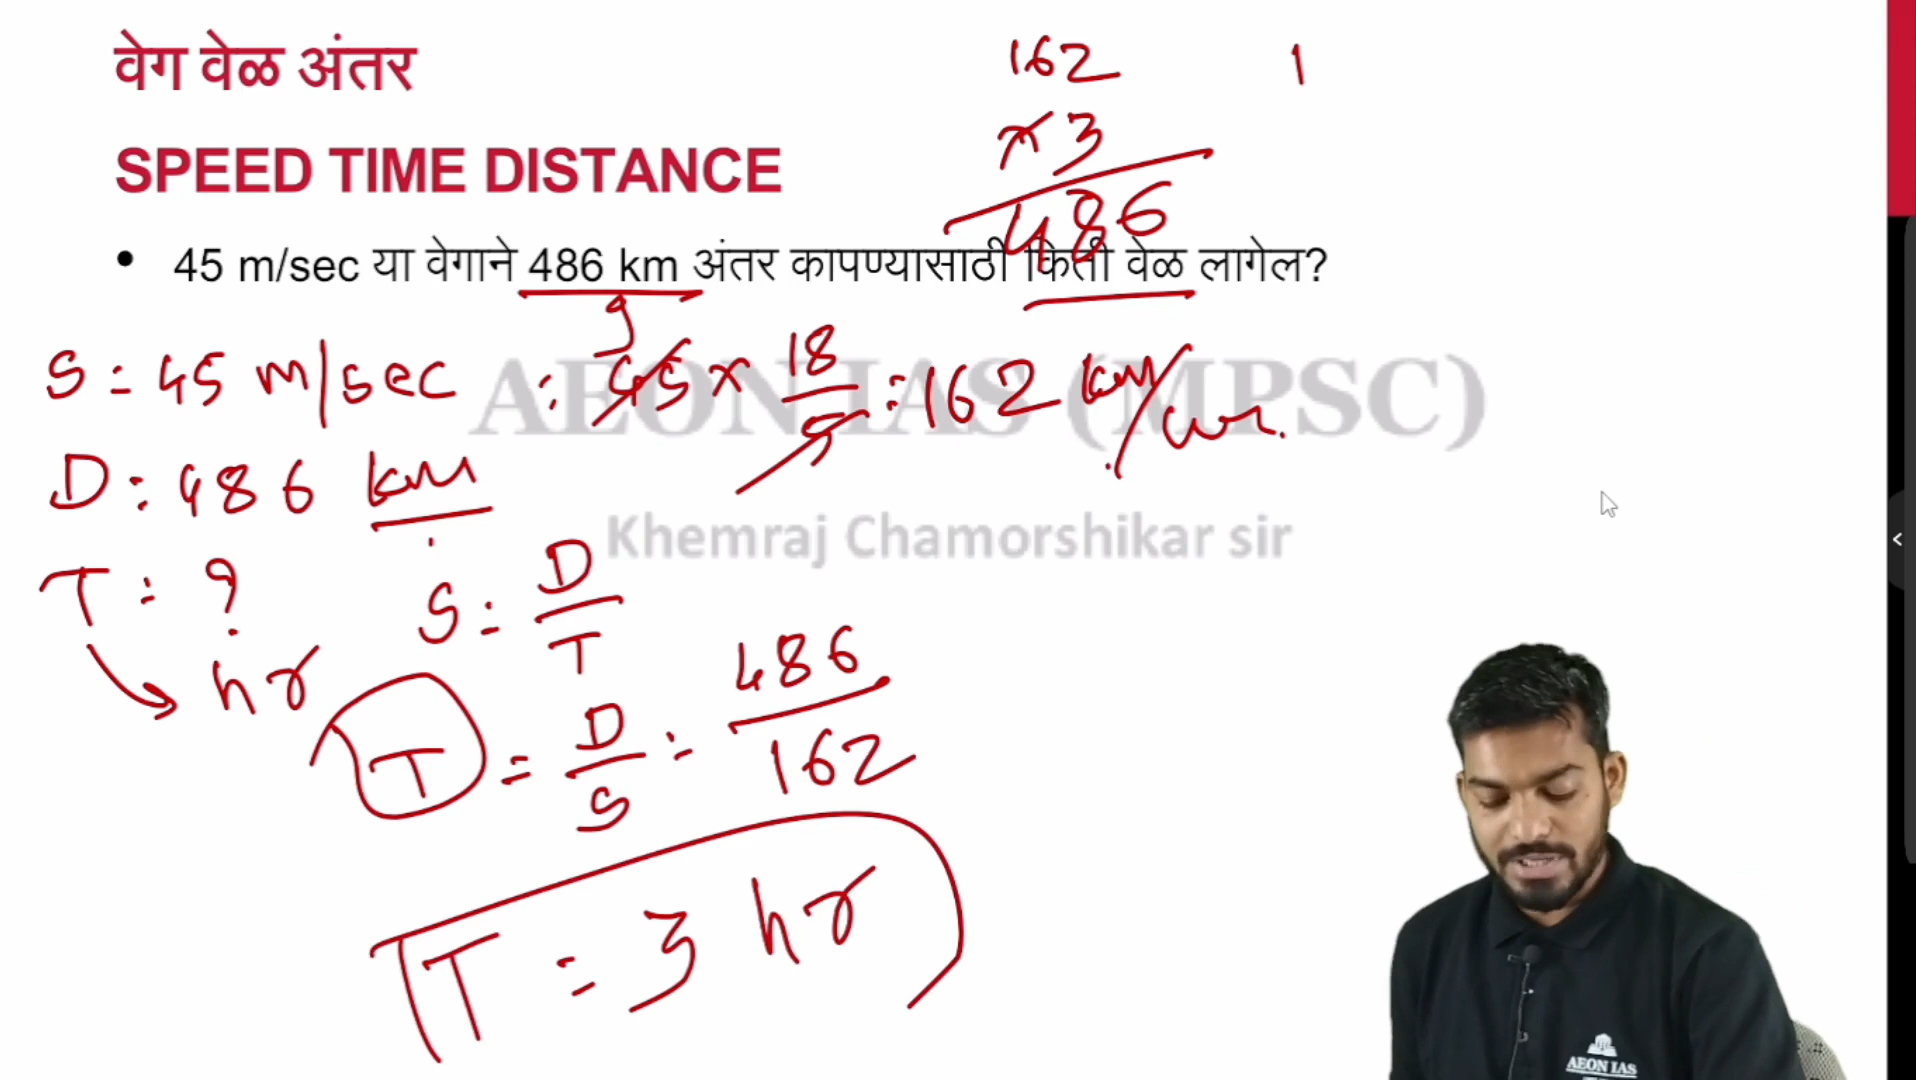 वेग वेळ अंतर
SPEED TIME DISTANCE
162
1
x 3
486
• 45 m/sec या वेगाने 486 km अंतर कापण्यासाठी किती वेळ लागेल?
9
S = 45 m/sec = 45 x 18/5 = 162 km/hr.
AEON IAS (MPSC)
D = 486 km
Khemraj Chamorshikar sir
T = ?
hr
S = D/T
T = D/S = 486/162
T = 3 hr
AEON IAS
<